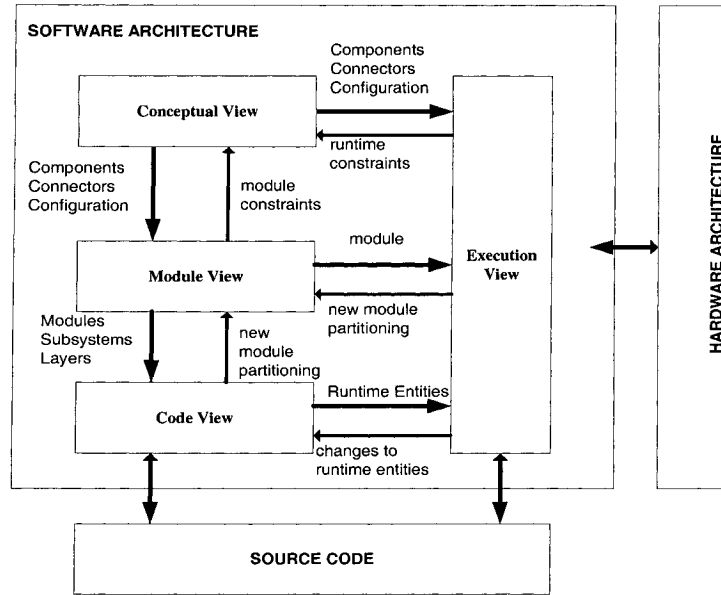 SOFTWARE ARCHITECTURE
Components
Connectors
Configuration
Conceptual View
runtime
constraints
Components
Connectors
Configuration
module
constraints
module
Module View
Execution
View
new module
partitioning
Modules
Subsystems
Layers
new
module
partitioning
Runtime Entities
Code View
changes to
runtime entities
HARDWARE ARCHITECTURE
SOURCE CODE